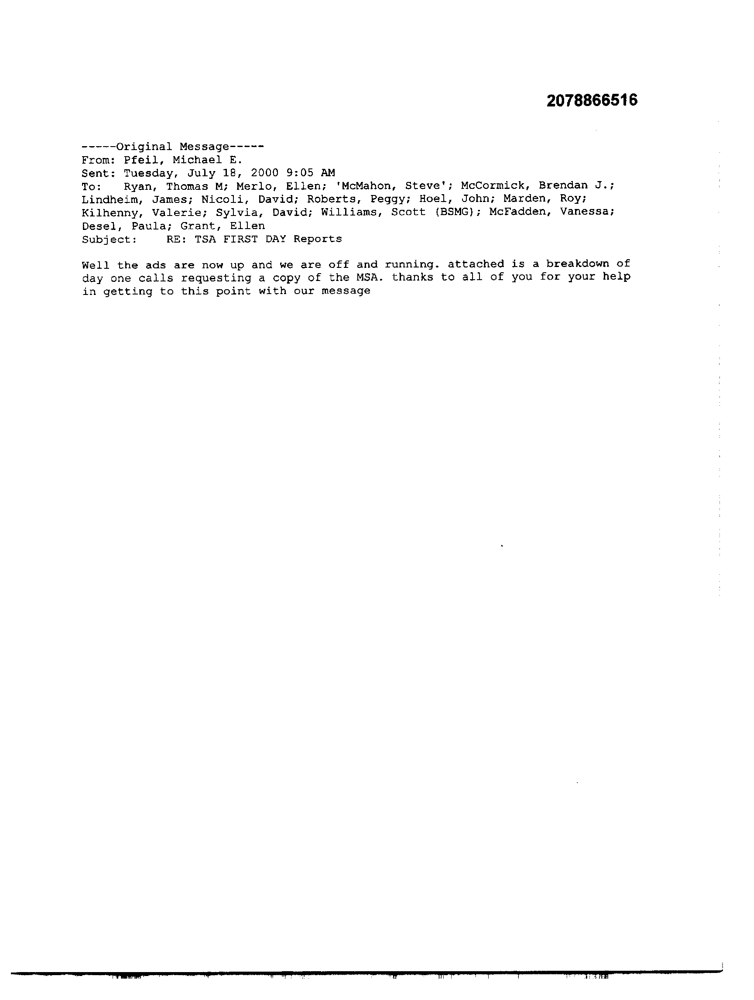 2078866516
-----Original Message-----
From: Pfeil, Michael E.
Sent: Tuesday, July 18, 2000 9:05 AM
To: Ryan, Thomas M; Merlo, Ellen; 'McMahon, Steve'; McCormick, Brendan J.;
Lindheim, James; Nicoli, David; Roberts, Peggy; Hoel, John; Marden, Roy;
Kilhenny, Valerie; Sylvia, David; Williams, Scott (BSMG); McFadden, Vanessa;
Desel, Paula; Grant, Ellen
Subject: RE: TSA FIRST DAY Reports
Well the ads are now up and we are off and running. attached is a breakdown of
day one calls requesting a copy of the MSA. thanks to all of you for your help
in getting to this point with our message